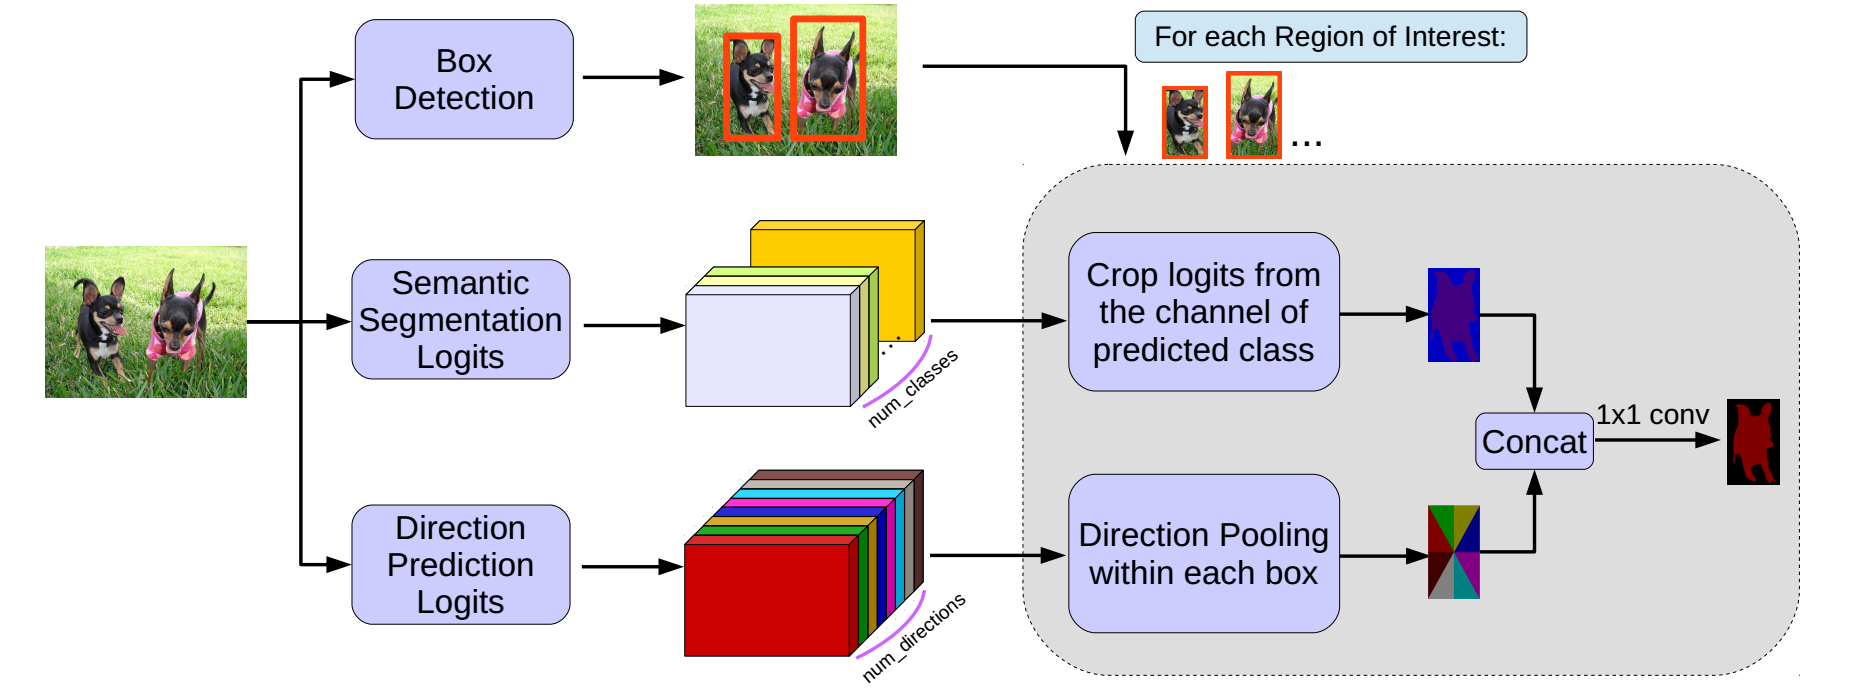 Box
Detection
For each Region of Interest:
...
Semantic
Segmentation
Logits
...
num_classes
Crop logits from
the channel of
predicted class
Concat
1x1 conv
Direction
Prediction
Logits
num_directions
Direction Pooling
within each box